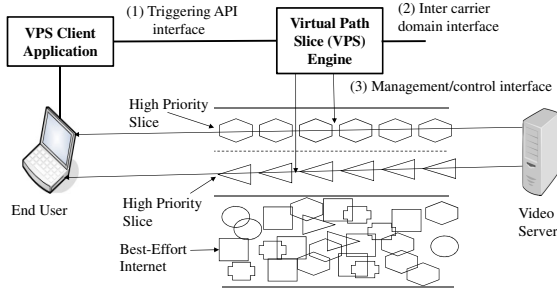 VPS Client
Application
(1) Triggering API
interface
Virtual Path
Slice (VPS)
Engine
(2) Inter carrier
domain interface
(3) Management/control interface
High Priority
Slice
End User
High Priority
Slice
Best-Effort
Internet
Video
Server